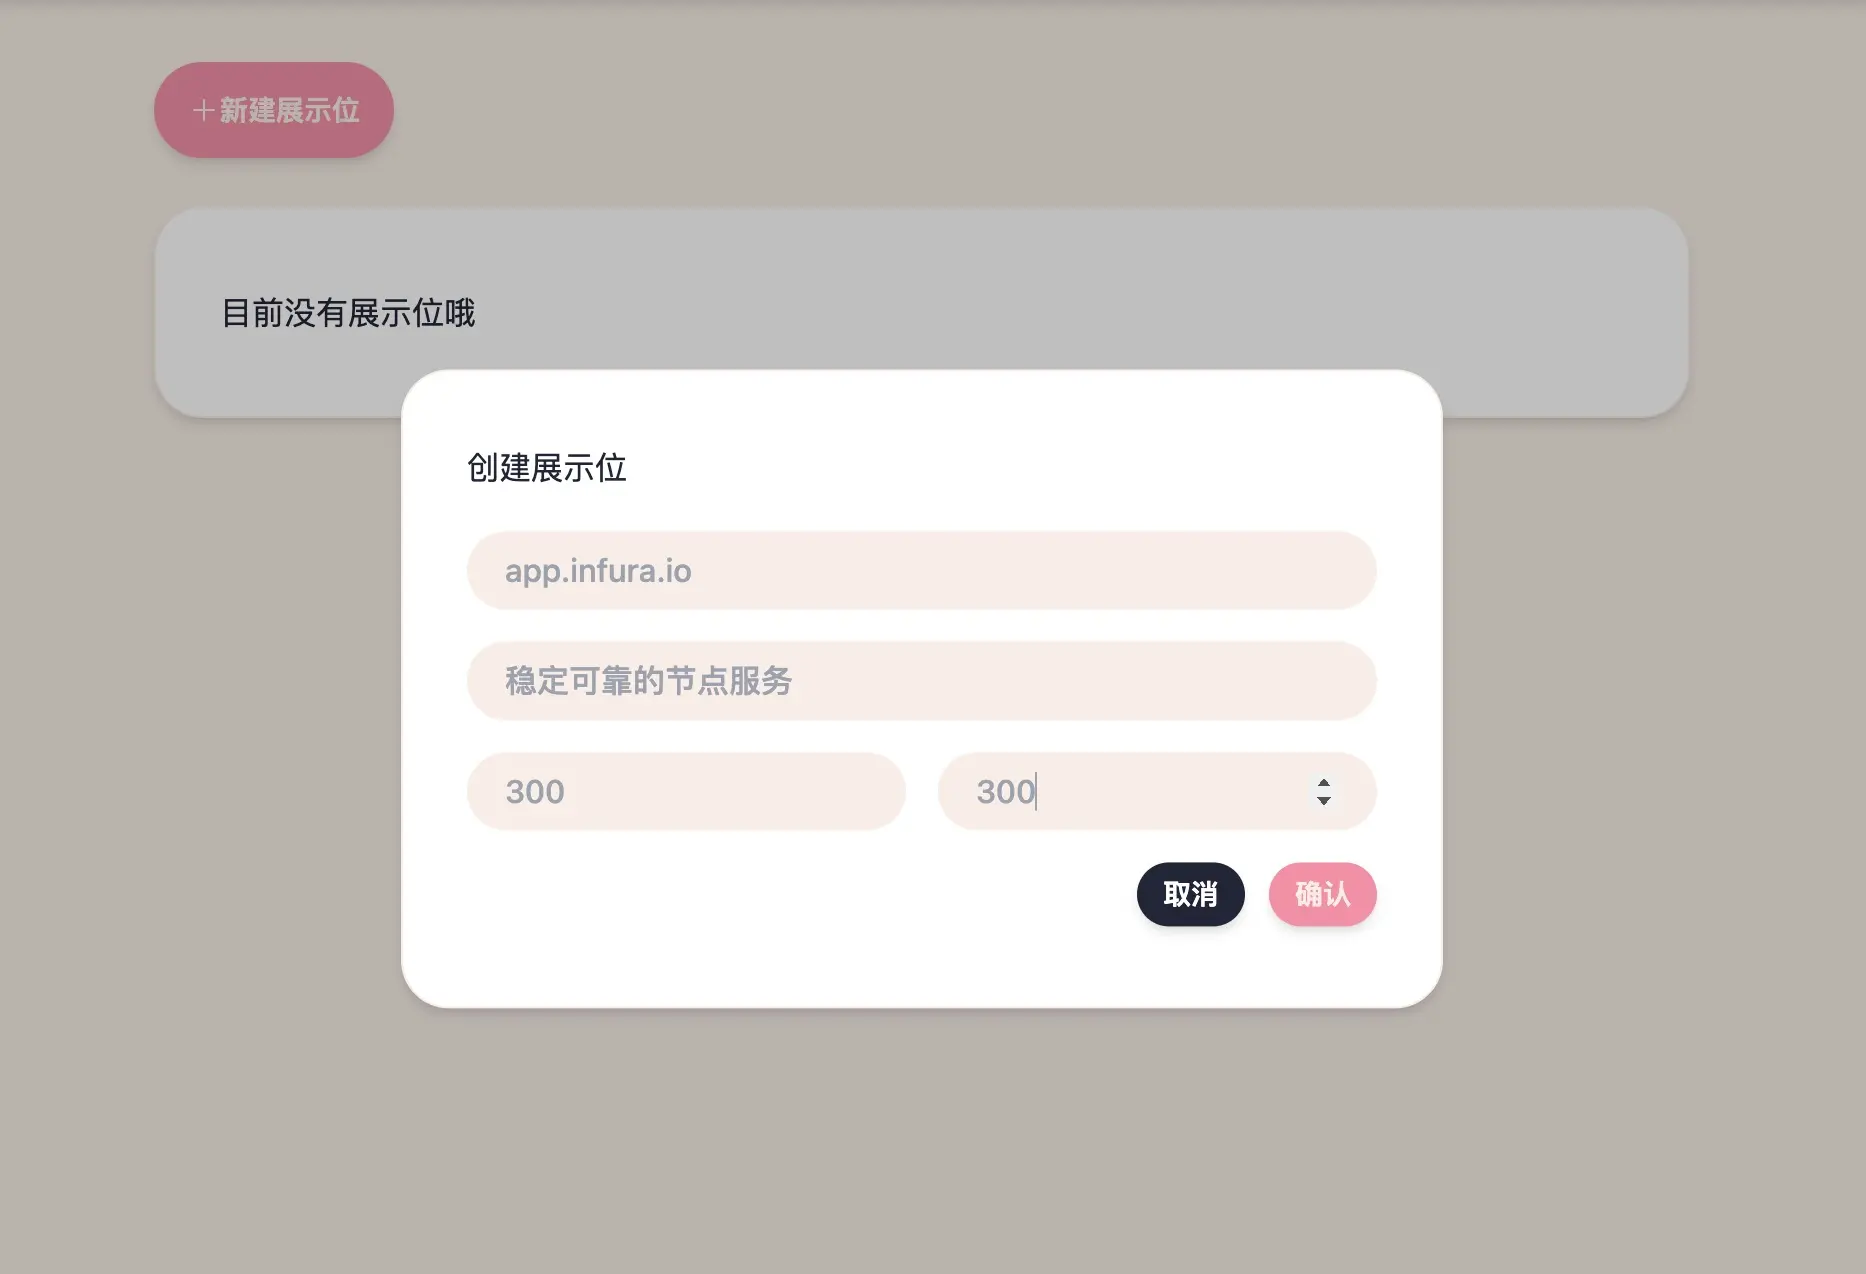 ＋新建展示位
目前没有展示位哦
创建展示位
app.infura.io
稳定可靠的节点服务
300
300
取消
确认